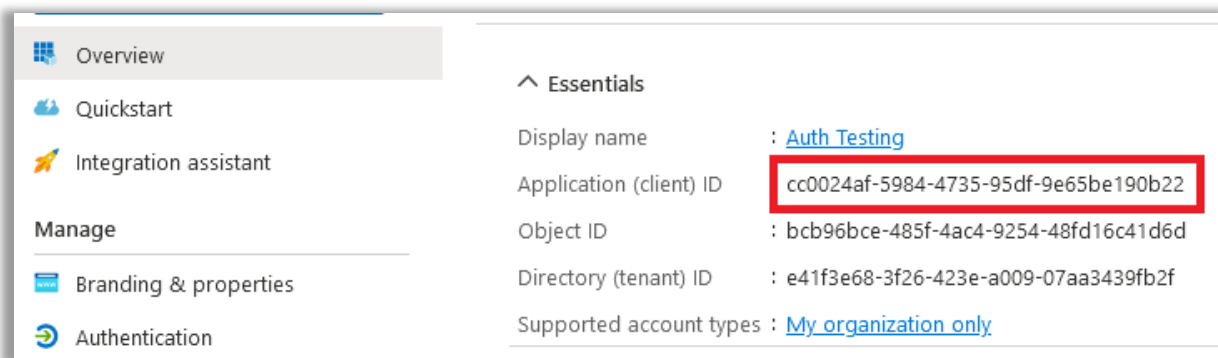 Overview
Quickstart
Integration assistant
Manage
Branding & properties
Authentication
Essentials
Display name : Auth Testing
Application (client) ID cc0024af-5984-4735-95df-9e65be190b22
Object ID : bcb96bce-485f-4ac4-9254-48fd16c41d6d
Directory (tenant) ID : e41f3e68-3f26-423e-a009-07aa3439fb2f
Supported account types : My organization only